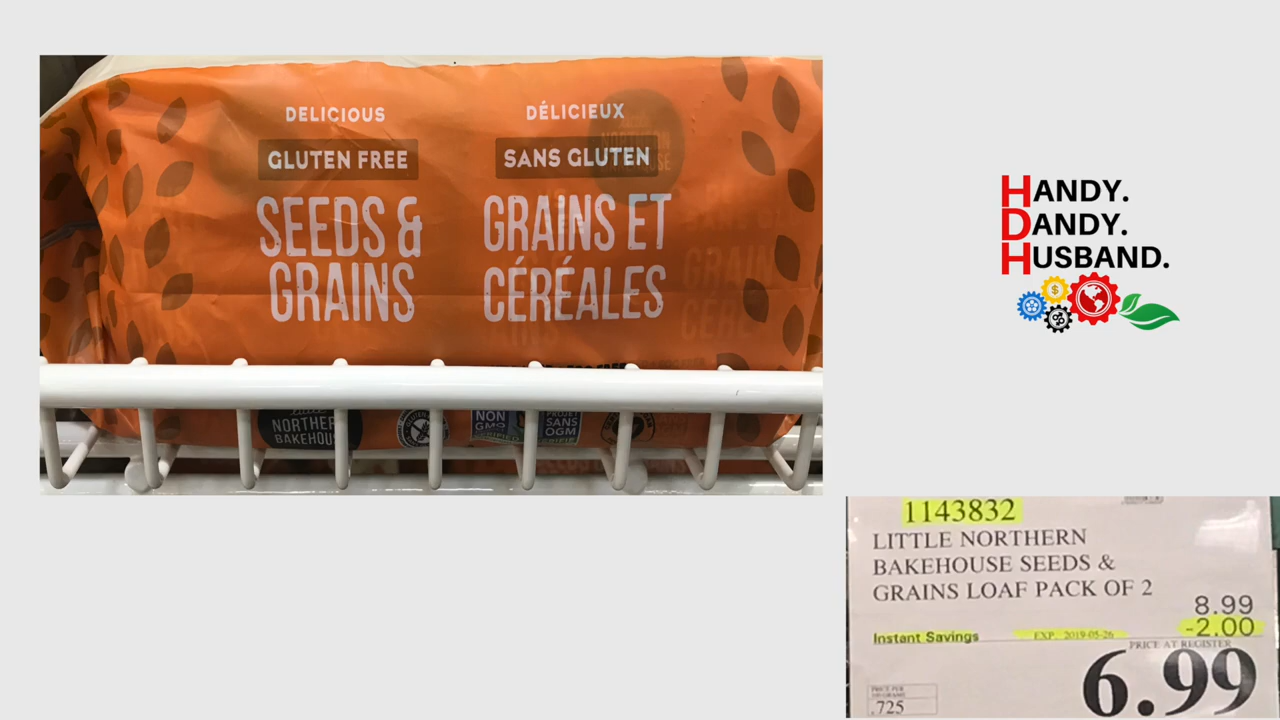 DELICIOUS
GLUTEN FREE
SEEDS &
GRAINS
DÉLICIEUX
SANS GLUTEN
GRAINS ET
CÉRÉALES
NORTHERN
BAKEHOUSE
NON
GMO
PROJET
SANS
OGM
HANDY.
DANDY.
HUSBAND.
1143832
LITTLE NORTHERN
BAKEHOUSE SEEDS &
GRAINS LOAF PACK OF 2
8.99
Instant Savings EXP. 2019-05-26 -2.00
PRICE AT REGISTER
6.99
PRICE PER
.725